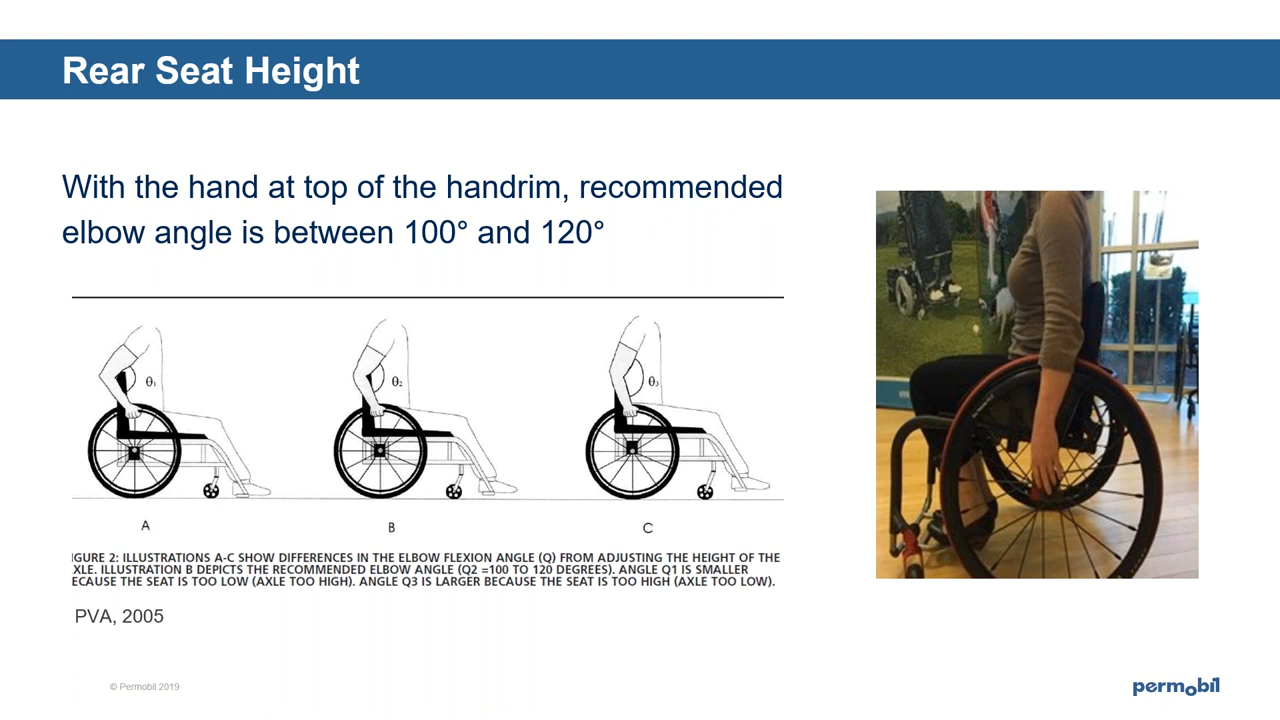 Rear Seat Height
With the hand at top of the handrim, recommended
elbow angle is between 100° and 120°
θ1
θ2
θ3
A
B
C
IGURE 2: ILLUSTRATIONS A-C SHOW DIFFERENCES IN THE ELBOW FLEXION ANGLE (Q) FROM ADJUSTING THE HEIGHT OF THE
XLE. ILLUSTRATION B DEPICTS THE RECOMMENDED ELBOW ANGLE (Q2 =100 TO 120 DEGREES). ANGLE Q1 IS SMALLER
ECAUSE THE SEAT IS TOO LOW (AXLE TOO HIGH). ANGLE Q3 IS LARGER BECAUSE THE SEAT IS TOO HIGH (AXLE TOO LOW).
PVA, 2005
© Permobil 2019
permobil